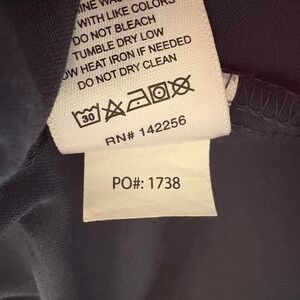 WITH LIKE COLORS
DO NOT BLEACH
TUMBLE DRY LOW
OW HEAT IRON IF NEEDED
DO NOT DRY CLEAN
30
RN# 142256
PO#: 1738